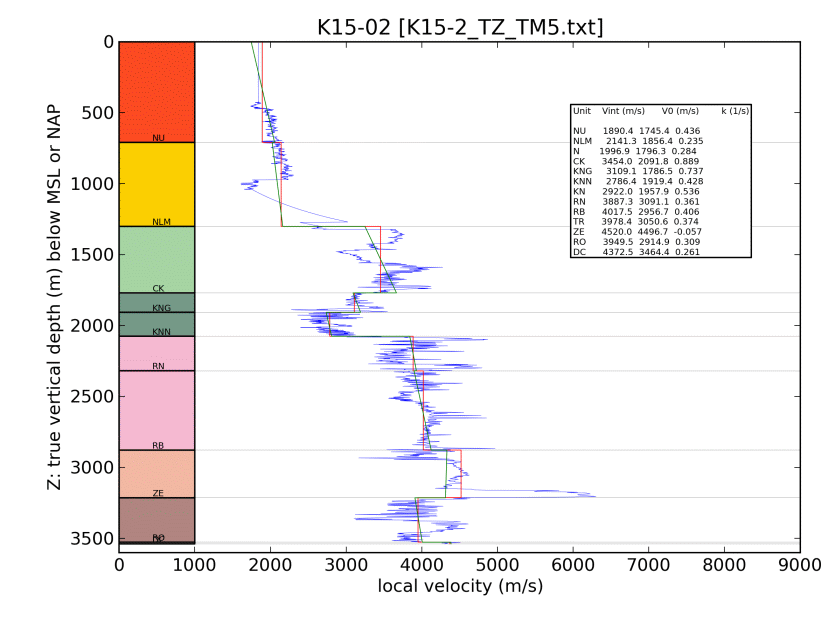 K15-02 [K15-2_TZ_TM5.txt]
Z: true vertical depth (m) below MSL or NAP
0
500
1000
1500
2000
2500
3000
3500
NU
NLM
CK
KNG
KNN
RN
RB
ZE
Unit Vint (m/s) V0 (m/s) k (1/s)
NU 1890.4 1745.4 0.436
NLM 2141.3 1856.4 0.235
N 1996.9 1796.3 0.284
CK 3454.0 2091.8 0.889
KNG 3109.1 1786.5 0.737
KNN 2786.4 1919.4 0.428
KN 2922.0 1957.9 0.536
RN 3887.3 3091.1 0.361
RB 4017.5 2956.7 0.406
TR 3978.4 3050.6 0.374
ZE 4520.0 4496.7 -0.057
RO 3949.5 2914.9 0.309
DC 4372.5 3464.4 0.261
0 1000 2000 3000 4000 5000 6000 7000 8000 9000
local velocity (m/s)